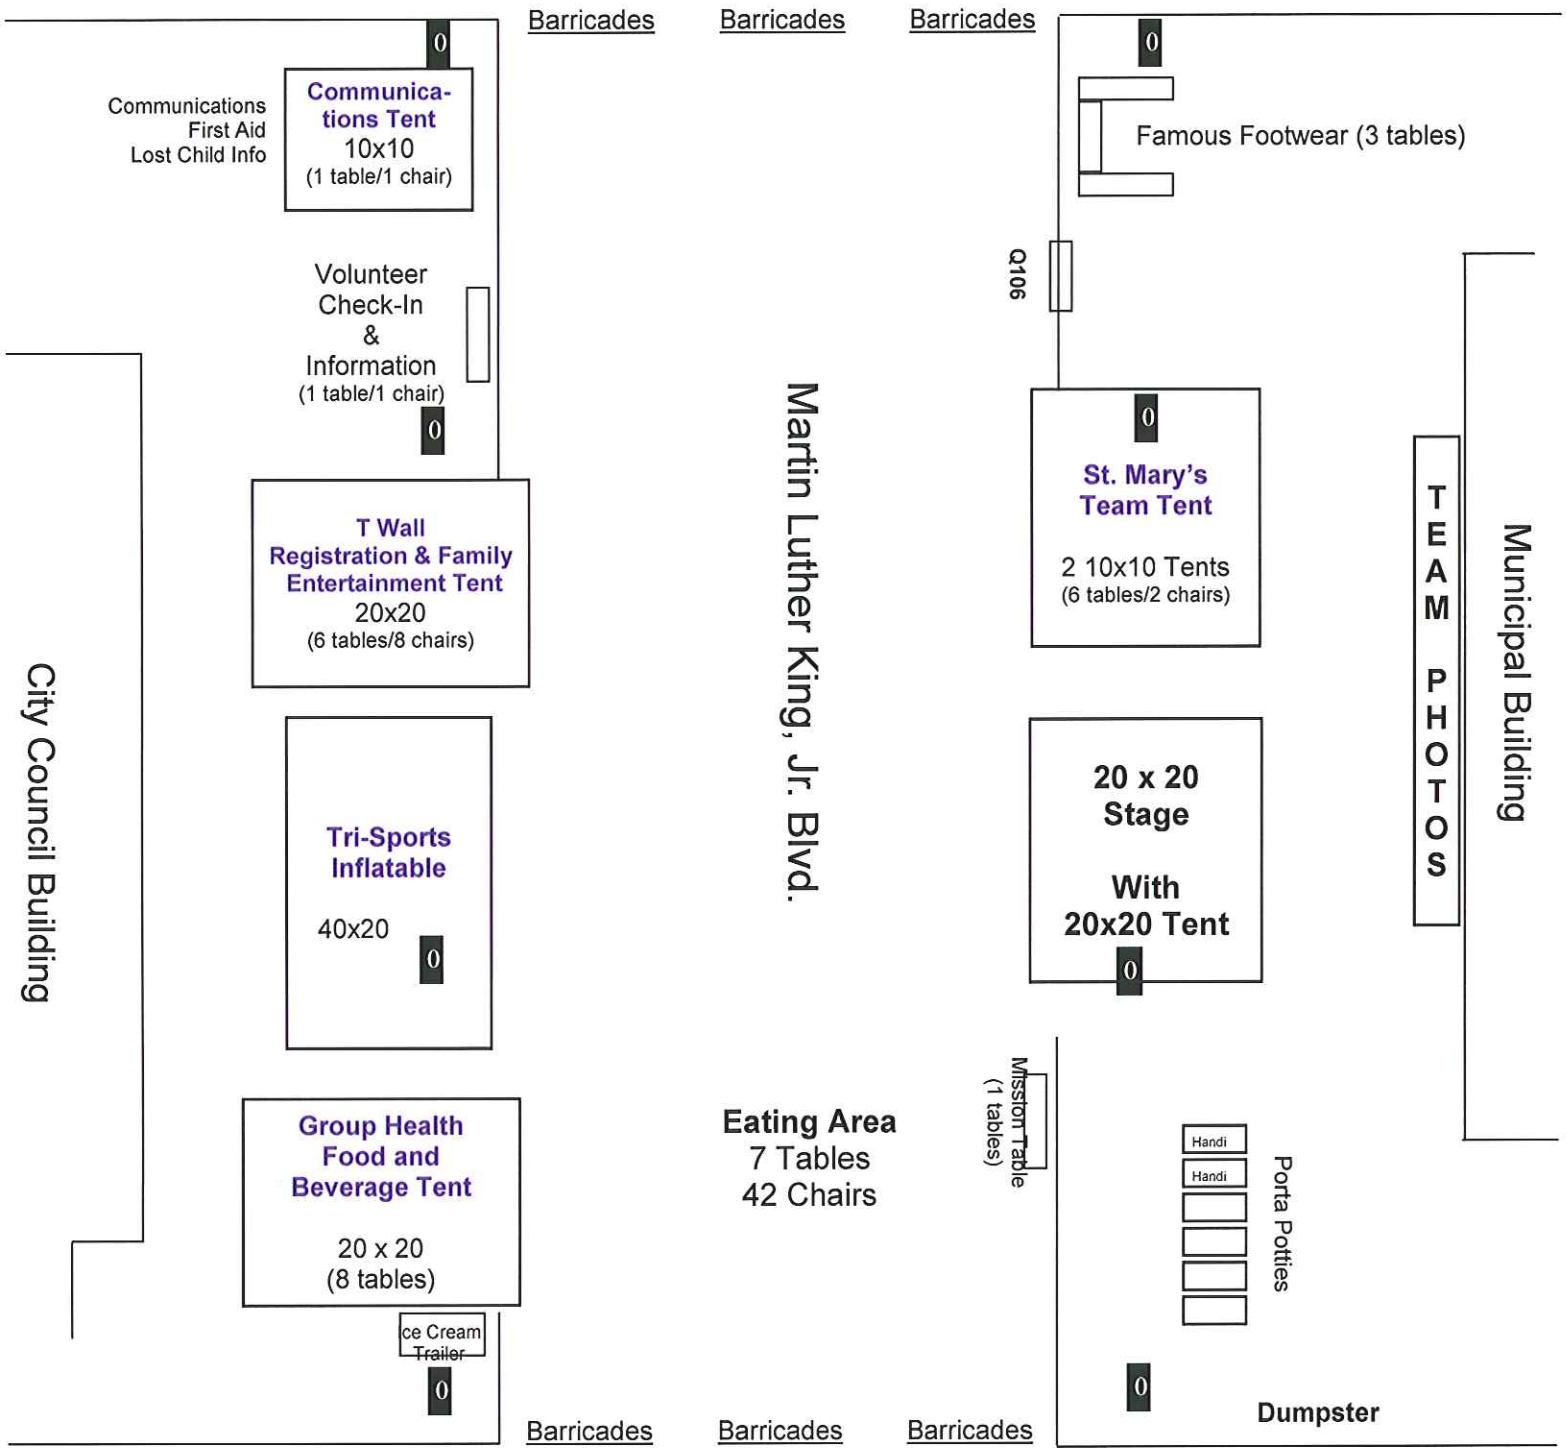 Barricades
Barricades
Barricades
0
0
Communications
First Aid
Lost Child Info
Communica-
tions Tent
10x10
(1 table/1 chair)
Famous Footwear (3 tables)
Volunteer
Check-In
&
Information
(1 table/1 chair)
0
Q106
T Wall
Registration & Family
Entertainment Tent
20x20
(6 tables/8 chairs)
Martin Luther King, Jr. Blvd.
0
St. Mary's
Team Tent
2 10x10 Tents
(6 tables/2 chairs)
TEAM PHOTOS
Municipal Building
City Council Building
Tri-Sports
Inflatable
40x20
0
20 x 20
Stage
With
20x20 Tent
0
Group Health
Food and
Beverage Tent
20 x 20
(8 tables)
Eating Area
7 Tables
42 Chairs
Mission Table
(1 tables)
Handi
Handi
Porta Potties
ce Cream
Trailer
0
0
Dumpster
Barricades
Barricades
Barricades